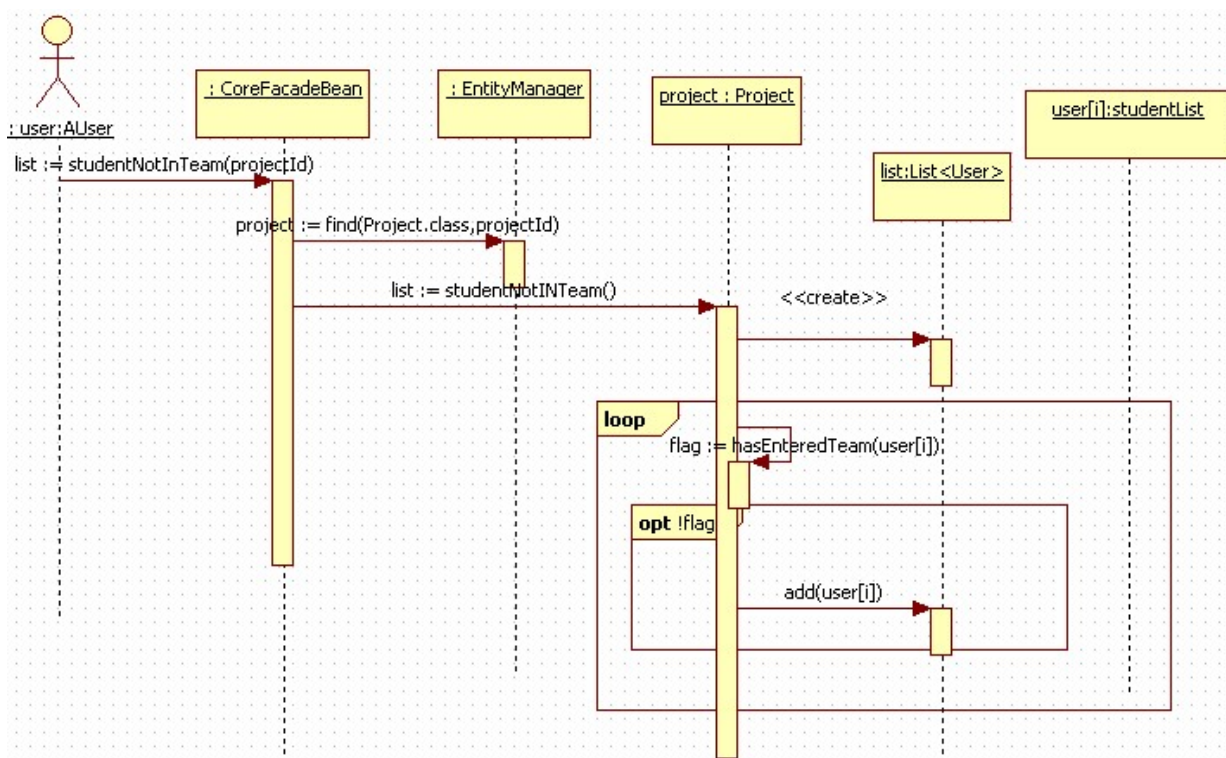 : CoreFacadeBean
: EntityManager
project : Project
user[i]:studentList
: user:AUser
list := studentNotInTeam(projectId)
list:List<User>
project := find(Project.class,projectId)
list := studentNotINTeam()
<<create>>
loop
flag := hasEnteredTeam(user[i])
opt !flag
add(user[i])